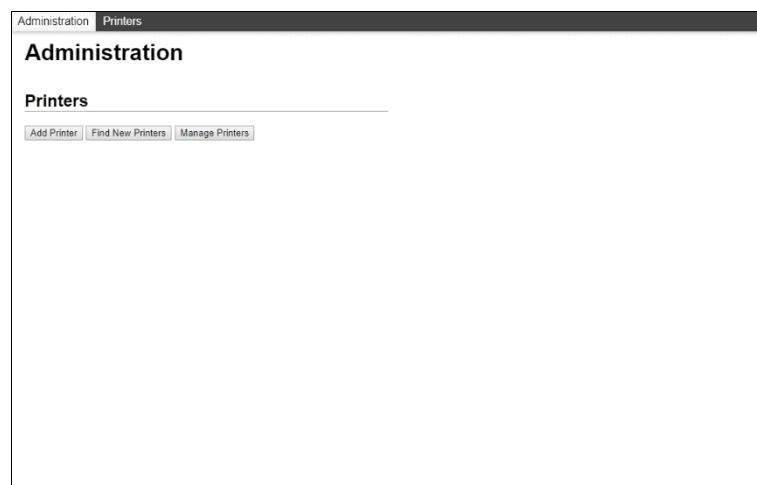 Administration Printers
Administration
Printers
Add Printer Find New Printers Manage Printers